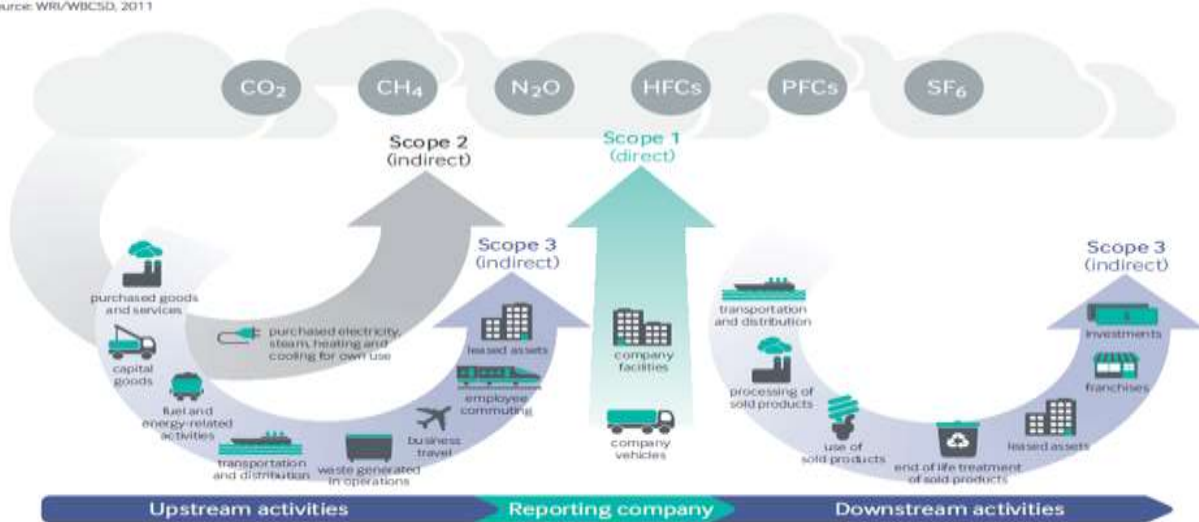 ource: WRI/WBCSD, 2011
CO₂
CH₄
N₂O
HFCs
PFCs
SF₆
Scope 2
(indirect)
Scope 1
(direct)
Scope 3
(indirect)
Scope 3
(indirect)
purchased goods
and services
capital
goods
fuel and
energy-related
activities
transportation
and distribution
waste generated
in operations
business
travel
employee
commuting
leased assets
purchased electricity,
steam, heating and
cooling for own use
company
facilities
company
vehicles
transportation
and distribution
processing of
sold products
use of
sold products
end of life treatment
of sold products
leased assets
franchises
investments
Upstream activities
Reporting company
Downstream activities